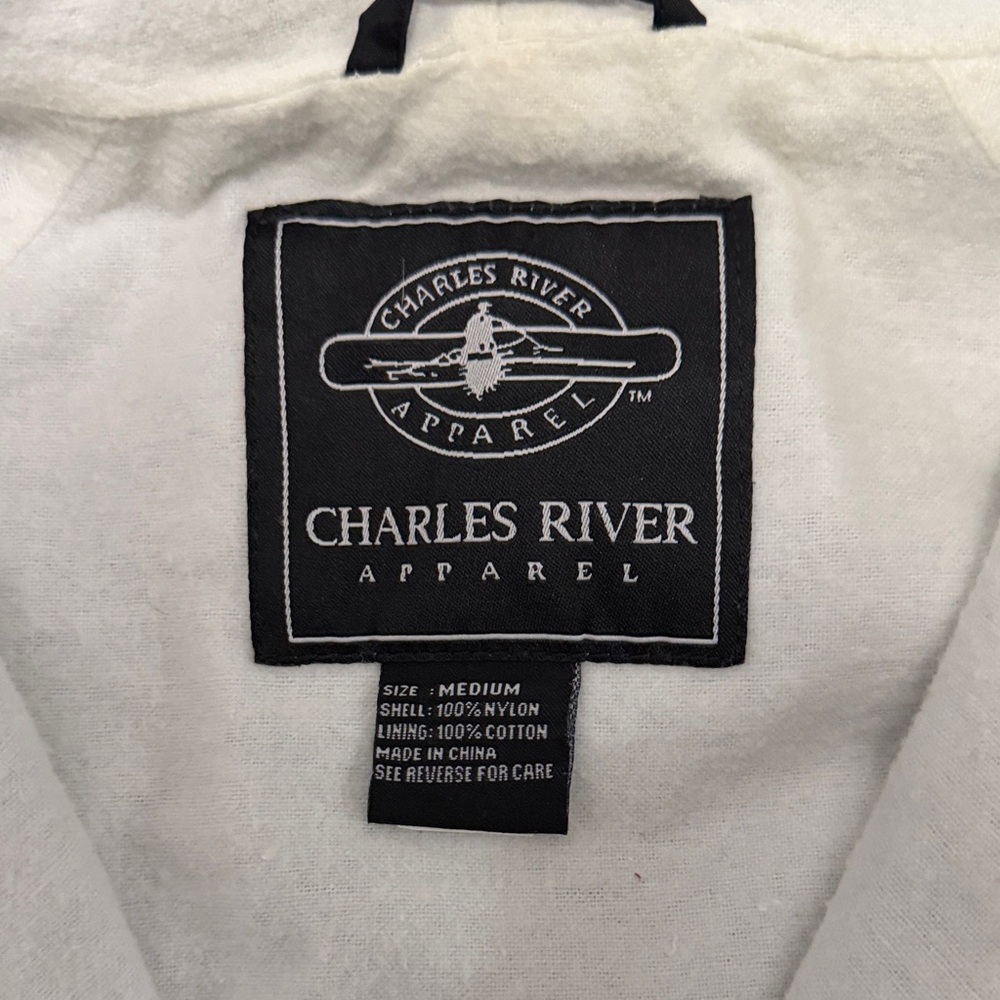 CHARLES RIVER
APPAREL
TM
CHARLES RIVER
APPAREL
SIZE : MEDIUM
SHELL: 100% NYLON
LINING: 100% COTTON
MADE IN CHINA
SEE REVERSE FOR CARE